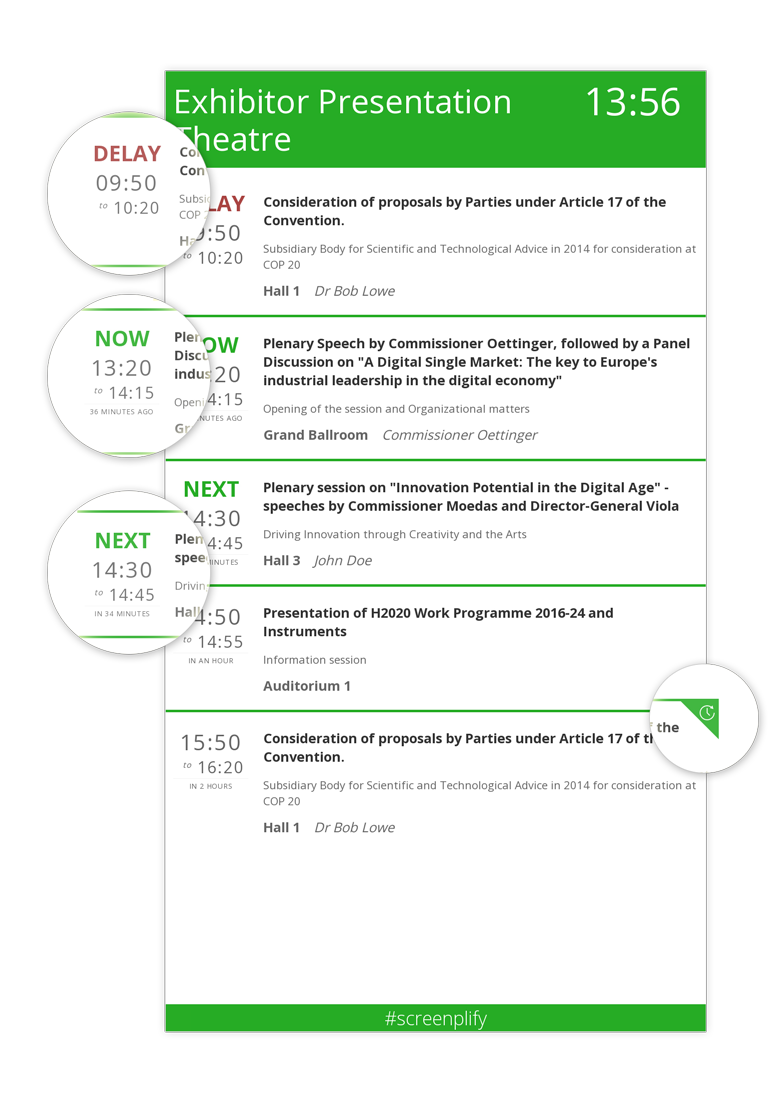 Exhibitor Presentation
Theatre
13:56
DELAY
09:50
to 10:20
Consideration of proposals by Parties under Article 17 of the
Convention.
Subsidiary Body for Scientific and Technological Advice in 2014 for consideration at
COP 20
Hall 1 Dr Bob Lowe
NOW
13:20
to 14:15
36 MINUTES AGO
Plenary Speech by Commissioner Oettinger, followed by a Panel
Discussion on "A Digital Single Market: The key to Europe's
industrial leadership in the digital economy"
Opening of the session and Organizational matters
Grand Ballroom Commissioner Oettinger
NEXT
14:30
to 14:45
IN 34 MINUTES
NEXT
Plenary session on "Innovation Potential in the Digital Age" -
speeches by Commissioner Moedas and Director-General Viola
Driving Innovation through Creativity and the Arts
Hall 3 John Doe
to 14:55
IN AN HOUR
Presentation of H2020 Work Programme 2016-24 and
Instruments
Information session
Auditorium 1
15:50
to 16:20
IN 2 HOURS
Consideration of proposals by Parties under Article 17 of the
Convention.
Subsidiary Body for Scientific and Technological Advice in 2014 for consideration at
COP 20
Hall 1 Dr Bob Lowe
#screenplify